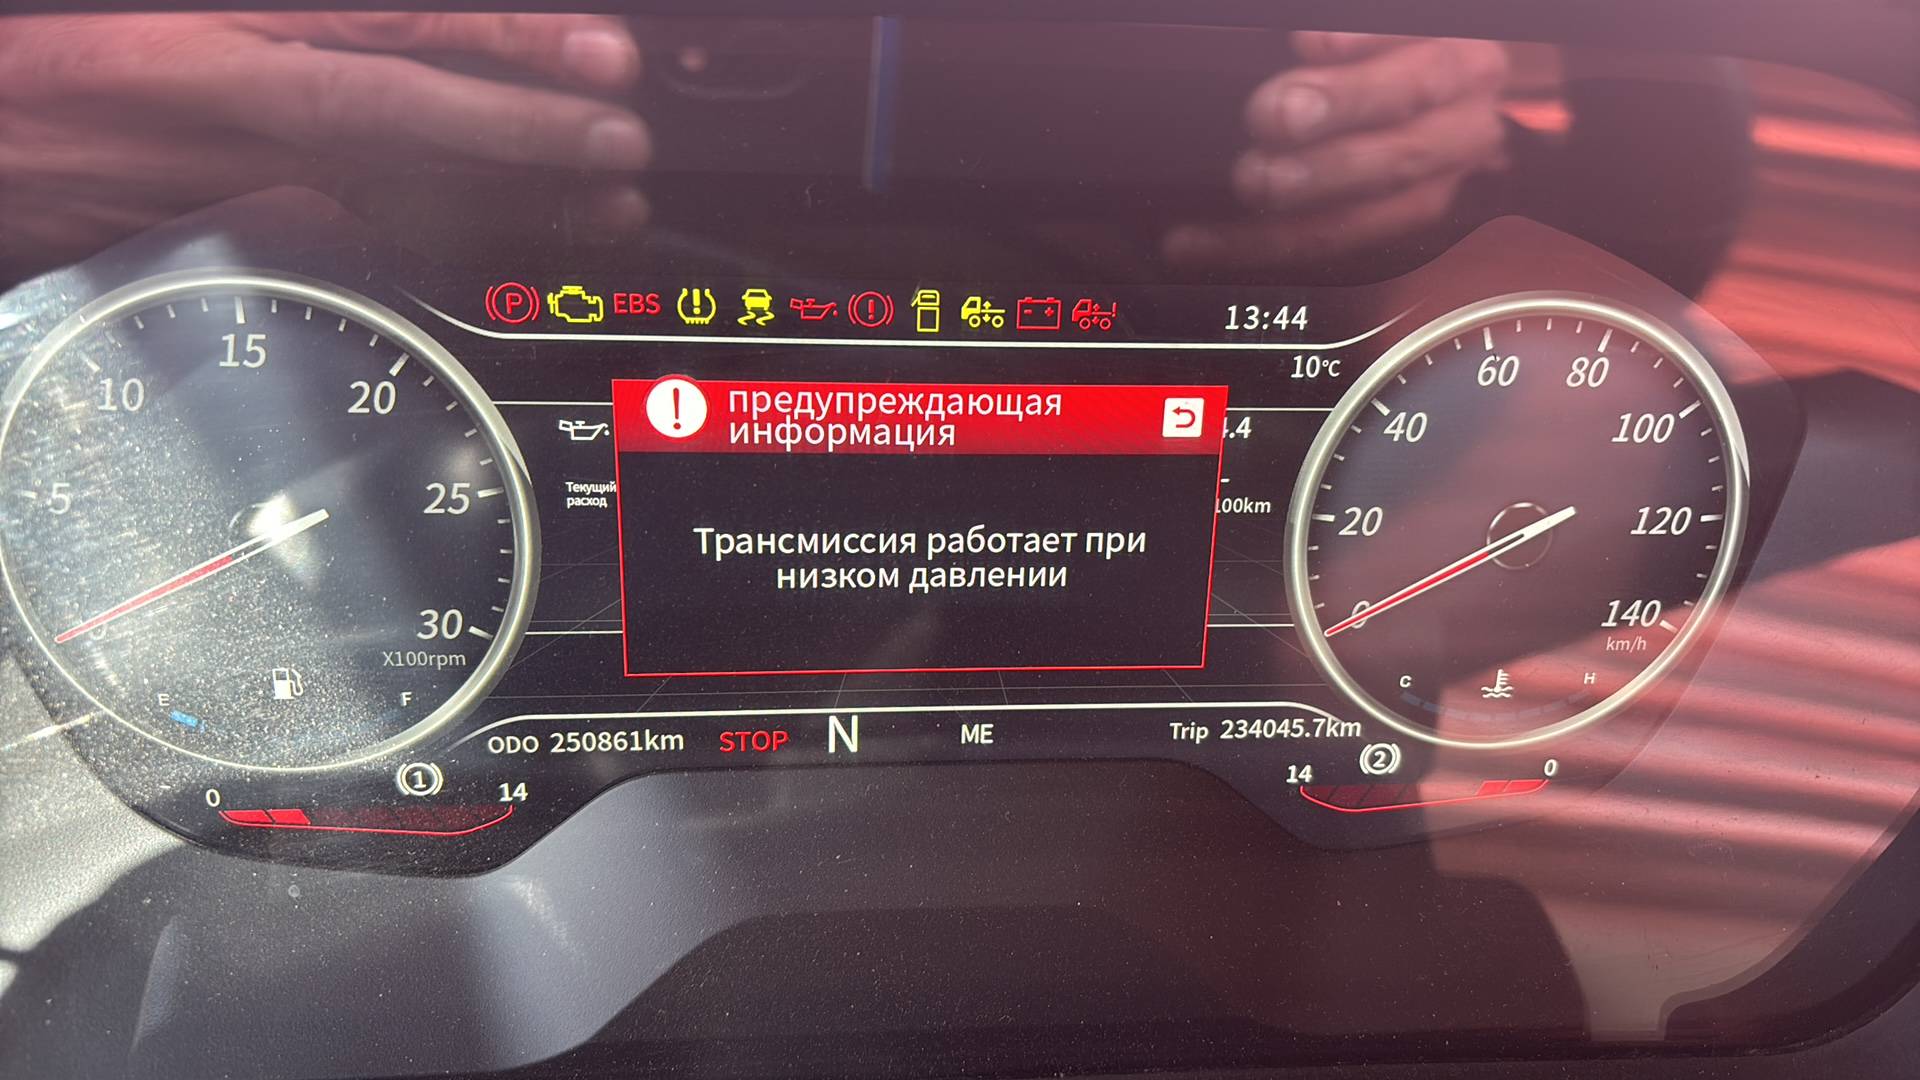 P EBS
13:44
10°C
предупреждающая
информация
.4
Текущий
расход
100km
Трансмиссия работает при
низком давлении
5 10 15 20 25 30
X100rpm
E F
0 20 40 60 80 100 120 140
km/h
C H
ODO 250861km STOP N ME Trip 234045.7km
1
0 14
2
14 0